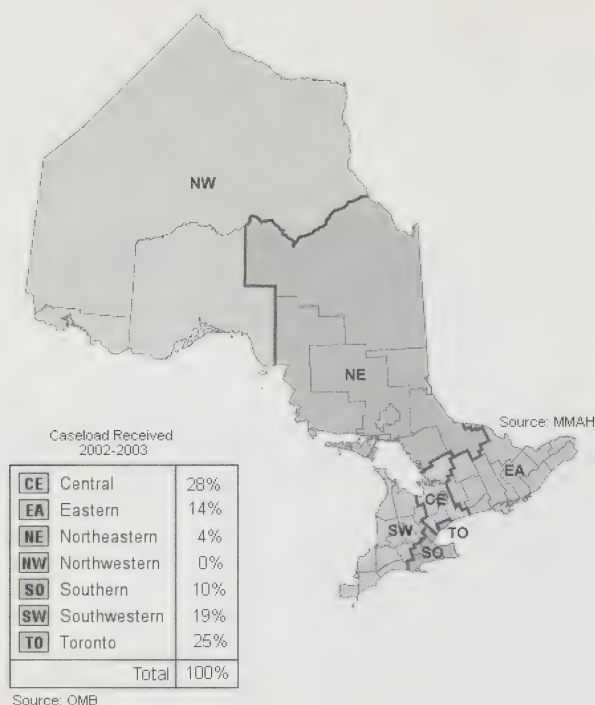 NW
NE
Source: MMAH
EA
CE
TO
SW
SO
Caseload Received
2002-2003
CE Central 28%
EA Eastern 14%
NE Northeastern 4%
NW Northwestern 0%
SO Southern 10%
SW Southwestern 19%
TO Toronto 25%
Total 100%
Source: OMB